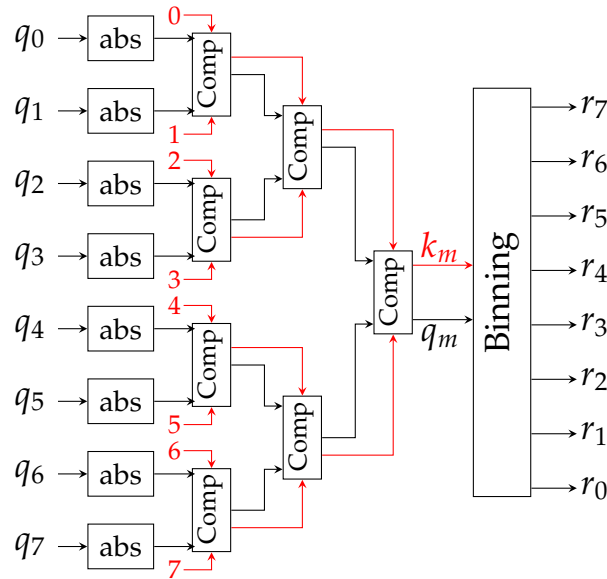 q0 abs 0 Comp
q1 abs 1
q2 abs 2 Comp
q3 abs 3 Comp
q4 abs 4 Comp
q5 abs 5
q6 abs 6 Comp
q7 abs 7 Comp
Comp
km
qm
Binning
r7
r6
r5
r4
r3
r2
r1
r0